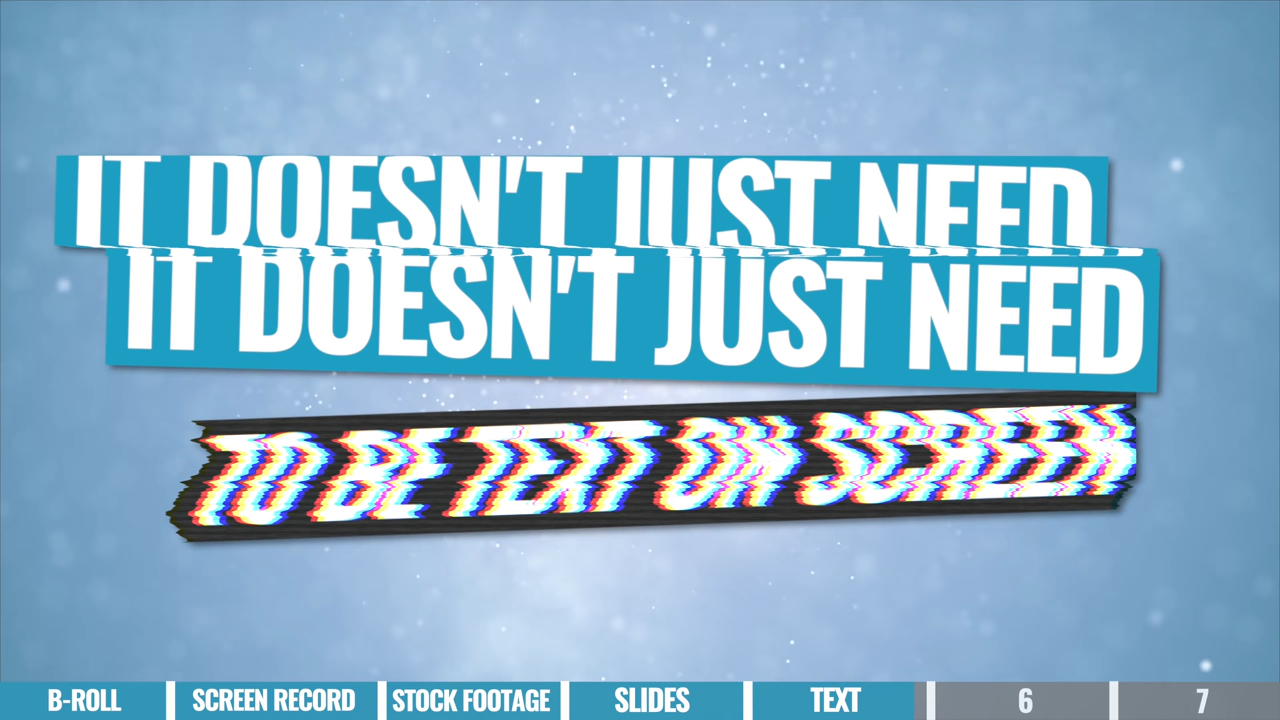 IT DOESN'T JUST NEED
IT DOESN'T JUST NEED
TO BE TEXT ON SCREEN
B-ROLL
SCREEN RECORD
STOCK FOOTAGE
SLIDES
TEXT
6
7